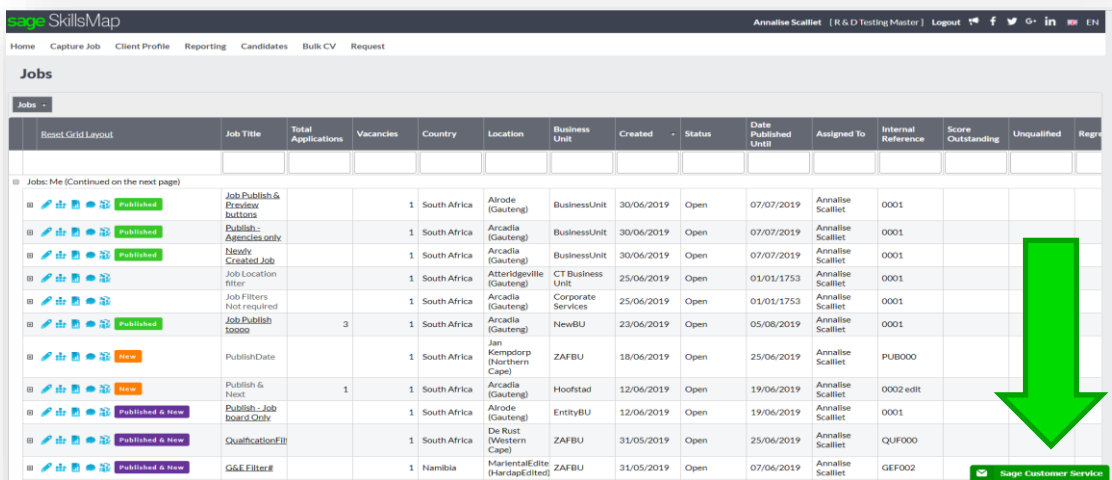 sage SkillsMap
Annalise Scalliet [ R & D Testing Master ] Logout f G+ in EN
Home Capture Job Client Profile Reporting Candidates Bulk CV Request
Jobs
Jobs -
Reset Grid Layout Job Title Total Applications Vacancies Country Location Business Unit Created - Status Date Published Until Assigned To Internal Reference Score Outstanding Unqualified Regre
Jobs: Me (Continued on the next page)
Published Job Publish & Preview buttons 1 South Africa Alrode (Gauteng) BusinessUnit 30/06/2019 Open 07/07/2019 Annalise Scalliet 0001
Published Publish - Agencies only 1 South Africa Arcadia (Gauteng) BusinessUnit 30/06/2019 Open 07/07/2019 Annalise Scalliet 0001
Published Newly Created Job 1 South Africa Arcadia (Gauteng) BusinessUnit 30/06/2019 Open 07/07/2019 Annalise Scalliet 0001
Job Location filter 1 South Africa Atteridgeville (Gauteng) CT Business Unit 25/06/2019 Open 01/01/1753 Annalise Scalliet 0001
Job Filters Not required 1 South Africa Arcadia (Gauteng) Corporate Services 25/06/2019 Open 01/01/1753 Annalise Scalliet 0001
Published Job Publish toooo 3 1 South Africa Arcadia (Gauteng) NewBU 23/06/2019 Open 05/08/2019 Annalise Scalliet 0001
New PublishDate 1 South Africa Jan Kempdorp (Northern Cape) ZAFBU 18/06/2019 Open 25/06/2019 Annalise Scalliet PUB000
New Publish & Next 1 1 South Africa Arcadia (Gauteng) Hoofstad 12/06/2019 Open 19/06/2019 Annalise Scalliet 0002 edit
Published & New Publish - Job board Only 1 South Africa Alrode (Gauteng) EntityBU 12/06/2019 Open 19/06/2019 Annalise Scalliet 0001
Published & New QualficationFilt 1 South Africa De Rust (Western Cape) ZAFBU 31/05/2019 Open 25/06/2019 Annalise Scalliet QUF000
Published & New G&E Filter# 1 Namibia MarientalEdite (HardapEdited) ZAFBU 31/05/2019 Open 07/06/2019 Annalise Scalliet GEF002
Sage Customer Service